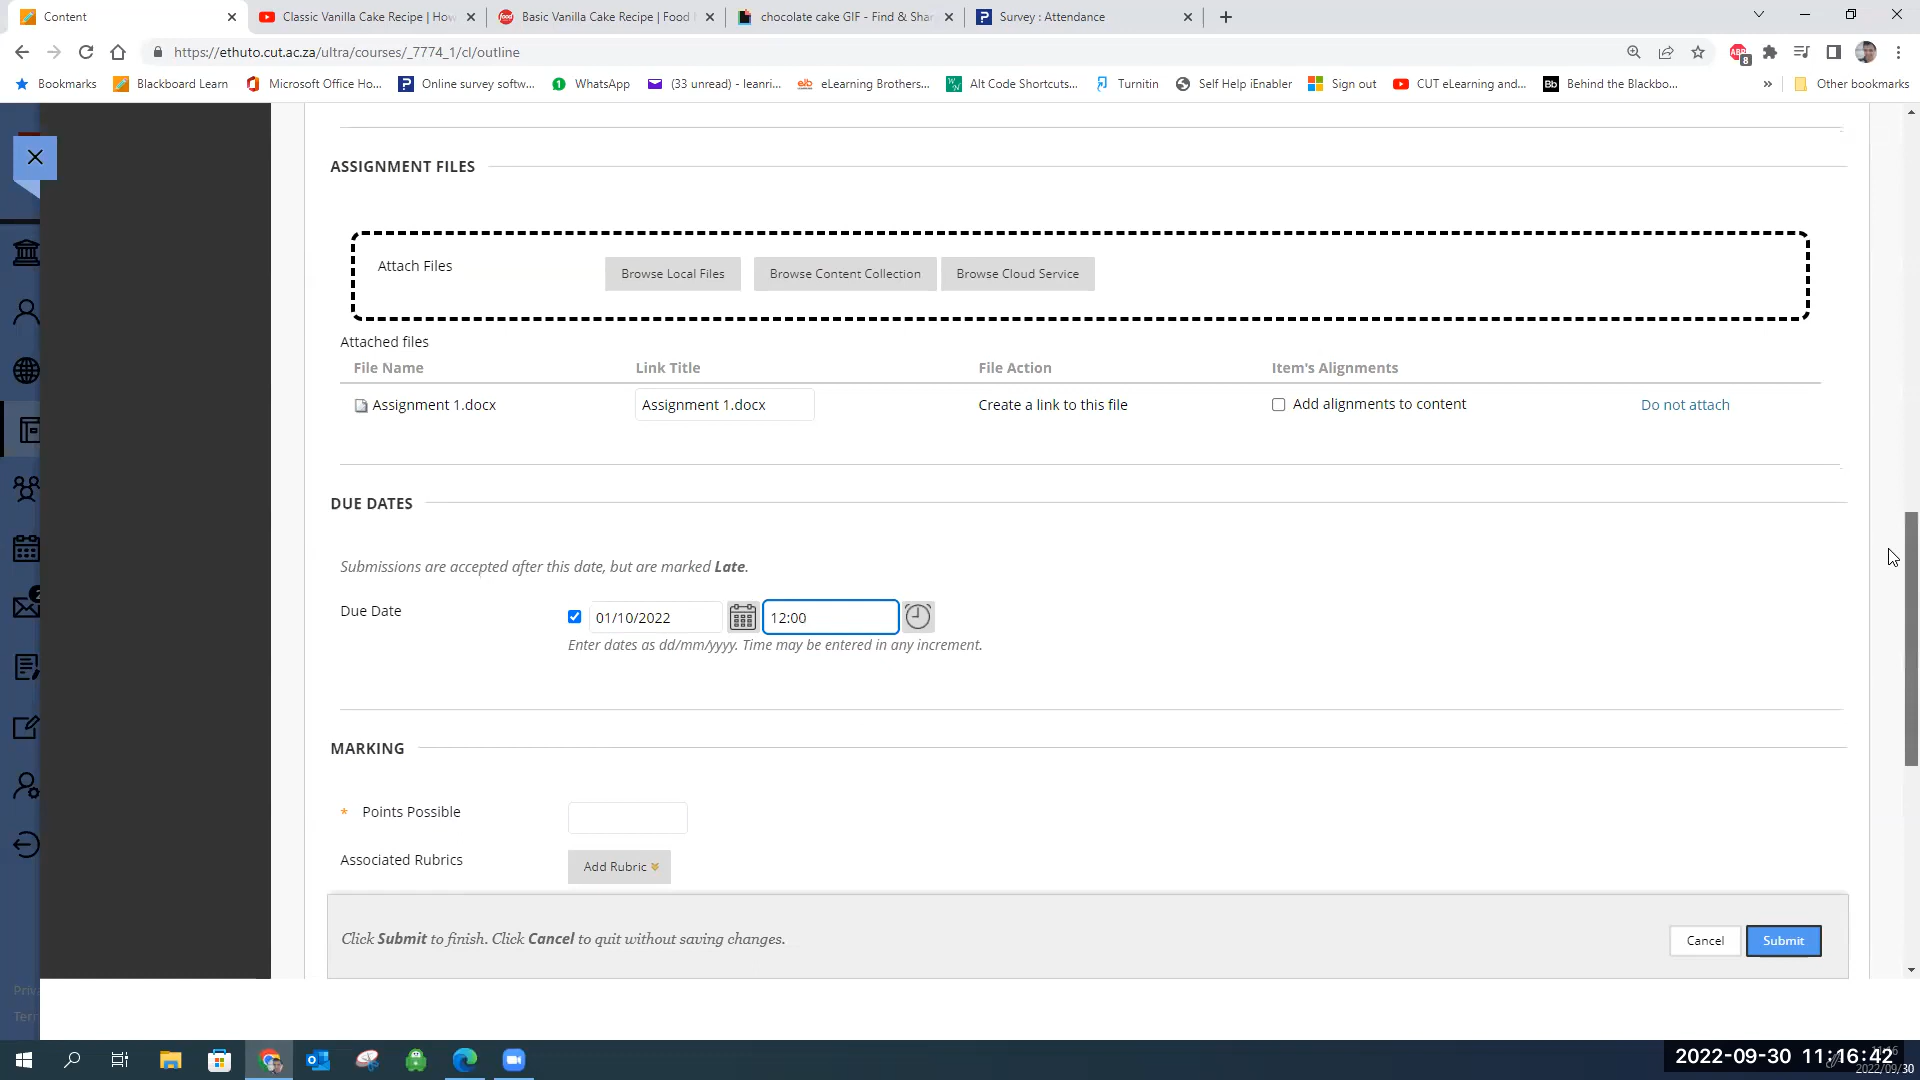 Content
Classic Vanilla Cake Recipe | How
Basic Vanilla Cake Recipe | Food
chocolate cake GIF - Find & Shar
Survey : Attendance
https://ethuto.cut.ac.za/ultra/courses/_7774_1/cl/outline
ABP
8
Bookmarks
Blackboard Learn
Microsoft Office Ho...
Online survey softw...
WhatsApp
(33 unread) - leanri...
eLearning Brothers...
Alt Code Shortcuts...
Turnitin
Self Help iEnabler
Sign out
CUT eLearning and...
Behind the Blackbo...
»
Other bookmarks
ASSIGNMENT FILES
Attach Files
Browse Local Files
Browse Content Collection
Browse Cloud Service
Attached files
File Name Link Title File Action Item's Alignments
Assignment 1.docx Assignment 1.docx Create a link to this file Add alignments to content Do not attach
DUE DATES
Submissions are accepted after this date, but are marked Late.
Due Date 01/10/2022 12:00
Enter dates as dd/mm/yyyy. Time may be entered in any increment.
MARKING
* Points Possible
Associated Rubrics Add Rubric
Click Submit to finish. Click Cancel to quit without saving changes.
Cancel
Submit
2022-09-30 11:16:42
2022/09/30